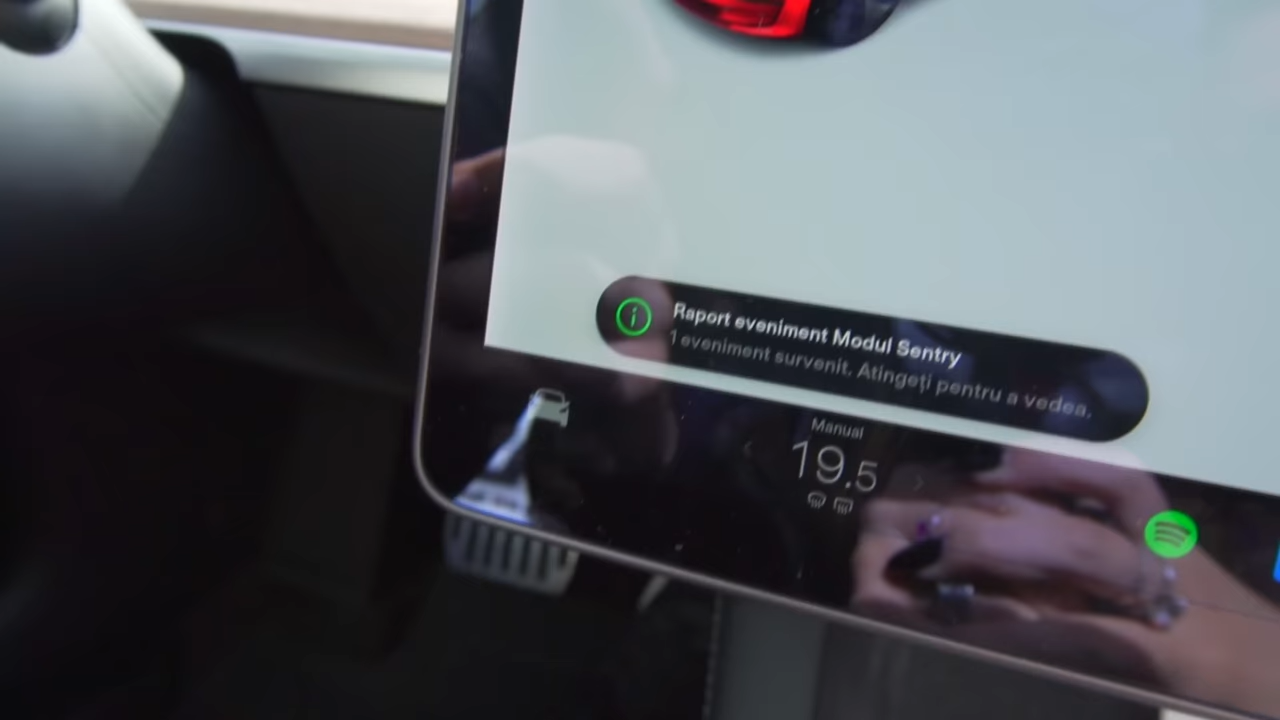 Raport eveniment Modul Sentry
1 eveniment survenit. Atingeți pentru a vedea.
Manual
19.5